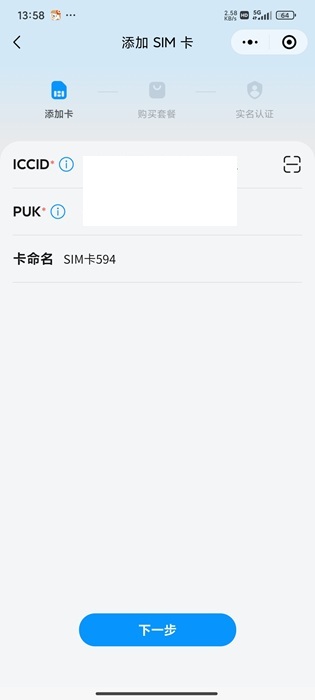 13:58
2.58 KB/s HD 5G 64
添加 SIM 卡
添加卡
购买套餐
实名认证
ICCID*
PUK*
卡命名 SIM卡594
下一步